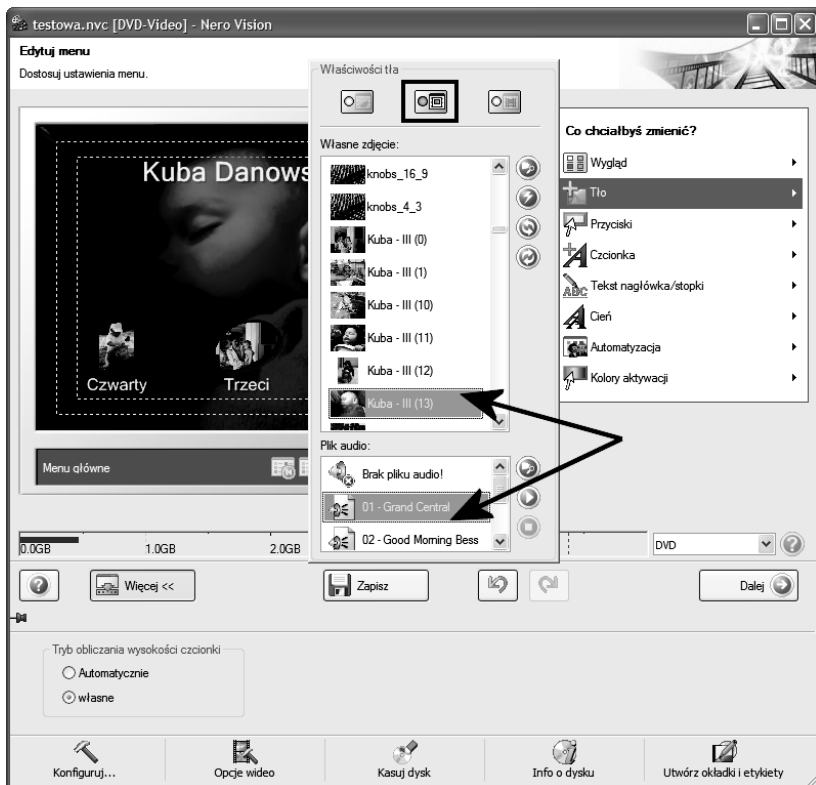 testowa.nvc [DVD-Video] - Nero Vision
Edytuj menu
Dostosuj ustawienia menu.
Właściwości tła
Własne zdjęcie:
knobs_16_9
knobs_4_3
Kuba - III (0)
Kuba - III (1)
Kuba - III (10)
Kuba - III (11)
Kuba - III (12)
Kuba - III (13)
Plik audio:
Brak pliku audio!
01 - Grand Central
02 - Good Morning Bess
Kuba Danows
Czwarty
Trzeci
Menu główne
Co chciałbyś zmienić?
Wygląd
Tło
Przyciski
Czcionka
ABC Tekst nagłówka/stopki
Cień
Automatyzacja
Kolory aktywacji
0.0GB 1.0GB 2.0GB
DVD
Więcej <<
Zapisz
Dalej
Tryb obliczania wysokości czcionki
Automatycznie
własne
Konfiguruj...
Opcje wideo
Kasuj dysk
Info o dysku
Utwórz okładki i etykiety